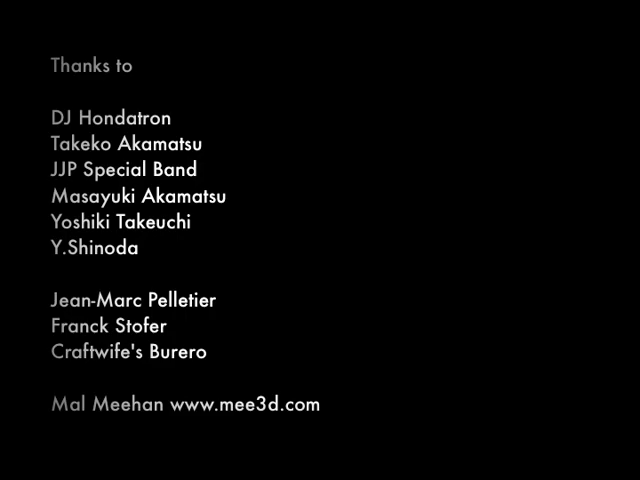 Thanks to
DJ Hondatron
Takeko Akamatsu
JJP Special Band
Masayuki Akamatsu
Yoshiki Takeuchi
Y.Shinoda
Jean-Marc Pelletier
Franck Stofer
Craftwife's Burero
Mal Meehan www.mee3d.com